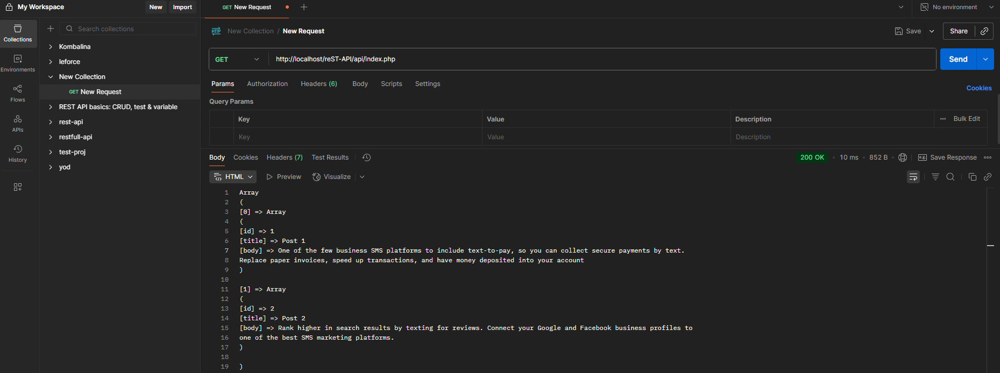 My Workspace
New
Import
GET New Request
No environment
Collections
Environments
Flows
APIs
History
Search collections
Kombalina
leforce
New Collection
GET New Request
REST API basics: CRUD, test & variable
rest-api
restfull-api
test-proj
yod
HTTP
New Collection / New Request
Save
Share
GET
http://localhost/reST-API/api/index.php
Send
Params
Authorization
Headers (6)
Body
Scripts
Settings
Cookies
Query Params
Key Value Description Bulk Edit
Key Value Description
Body
Cookies
Headers (7)
Test Results
200 OK
10 ms
852 B
e.g.
Save Response
HTML
Preview
Visualize
1 Array
2 (
3 [0] => Array
4 (
5 [id] => 1
6 [title] => Post 1
7 [body] => One of the few business SMS platforms to include text-to-pay, so you can collect secure payments by text.
8 Replace paper invoices, speed up transactions, and have money deposited into your account
9 )
10
11 [1] => Array
12 (
13 [id] => 2
14 [title] => Post 2
15 [body] => Rank higher in search results by texting for reviews. Connect your Google and Facebook business profiles to
16 one of the best SMS marketing platforms.
17 )
18
19 )